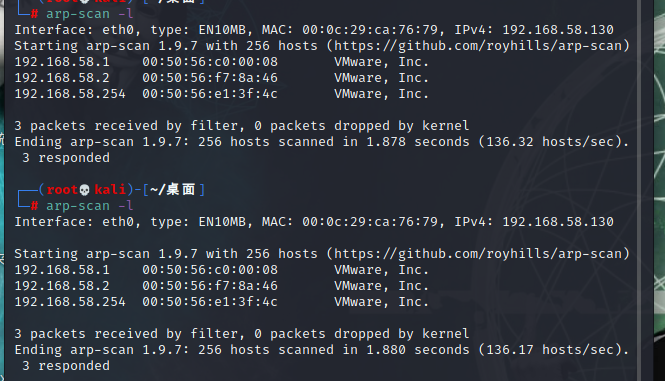 └─# arp-scan -l
Interface: eth0, type: EN10MB, MAC: 00:0c:29:ca:76:79, IPv4: 192.168.58.130
Starting arp-scan 1.9.7 with 256 hosts (https://github.com/royhills/arp-scan)
192.168.58.1    00:50:56:c0:00:08       VMware, Inc.
192.168.58.2    00:50:56:f7:8a:46       VMware, Inc.
192.168.58.254  00:50:56:e1:3f:4c       VMware, Inc.
3 packets received by filter, 0 packets dropped by kernel
Ending arp-scan 1.9.7: 256 hosts scanned in 1.878 seconds (136.32 hosts/sec).
3 responded
┌──(root💀kali)-[~/桌面]
└─# arp-scan -l
Interface: eth0, type: EN10MB, MAC: 00:0c:29:ca:76:79, IPv4: 192.168.58.130
Starting arp-scan 1.9.7 with 256 hosts (https://github.com/royhills/arp-scan)
192.168.58.1    00:50:56:c0:00:08       VMware, Inc.
192.168.58.2    00:50:56:f7:8a:46       VMware, Inc.
192.168.58.254  00:50:56:e1:3f:4c       VMware, Inc.
3 packets received by filter, 0 packets dropped by kernel
Ending arp-scan 1.9.7: 256 hosts scanned in 1.880 seconds (136.17 hosts/sec).
3 responded